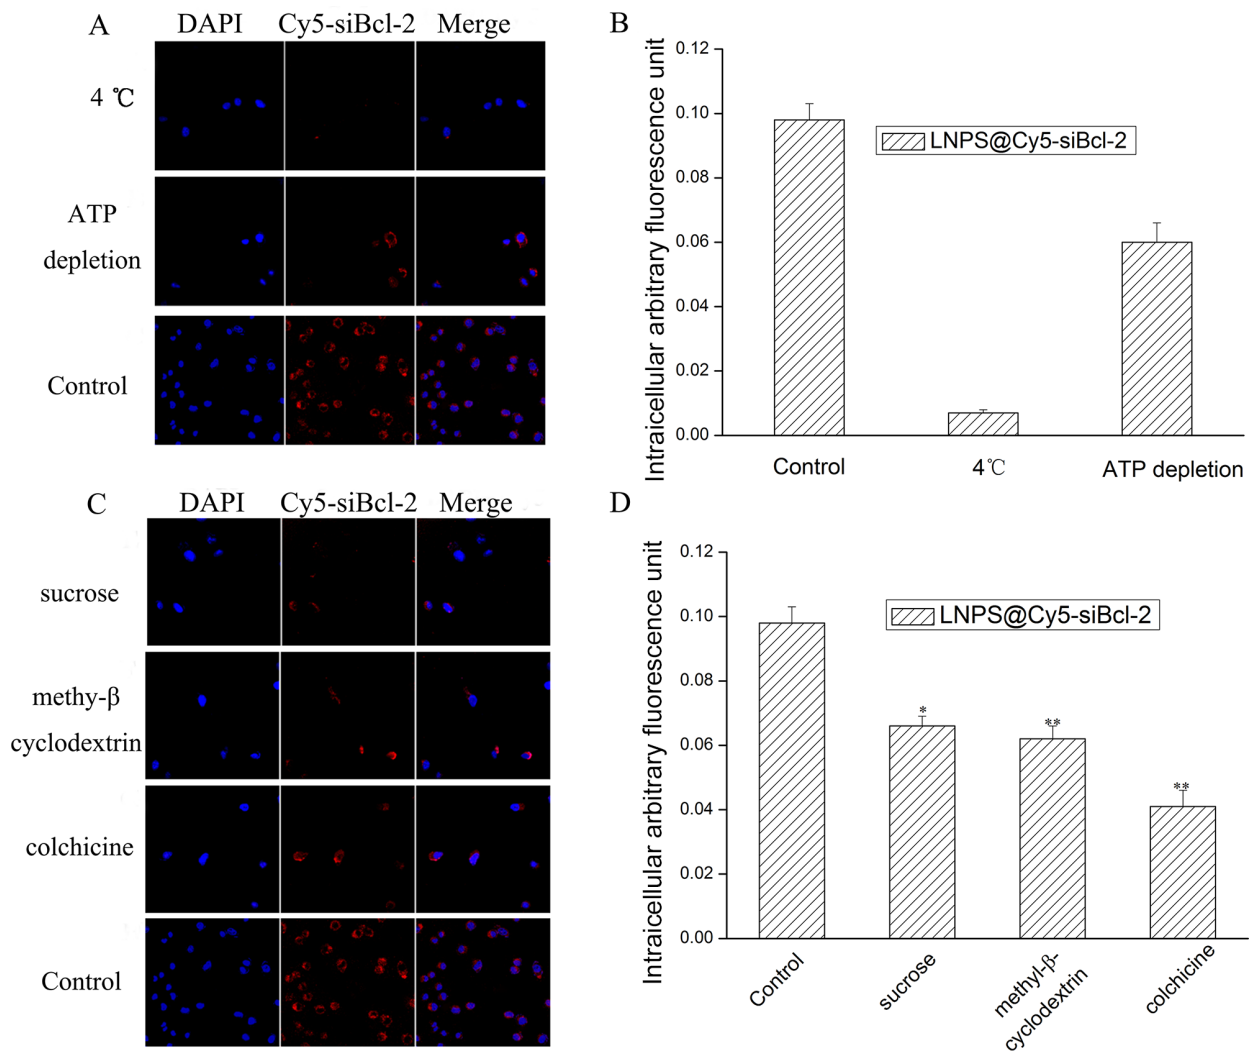 A
DAPI Cy5-siBcl-2 Merge
4 ℃
ATP
depletion
Control
B
Intraicellular arbitrary fluorescence unit
0.12
0.10
0.08
0.06
0.04
0.02
0.00
LNPS@Cy5-siBcl-2
Control 4℃ ATP depletion
C
DAPI Cy5-siBcl-2 Merge
sucrose
methy-β
cyclodextrin
colchicine
Control
D
Intraicellular arbitrary fluorescence unit
0.12
0.10
0.08
0.06
0.04
0.02
0.00
LNPS@Cy5-siBcl-2
*
**
**
Control
sucrose
methyl-β-
cyclodextrin
colchicine